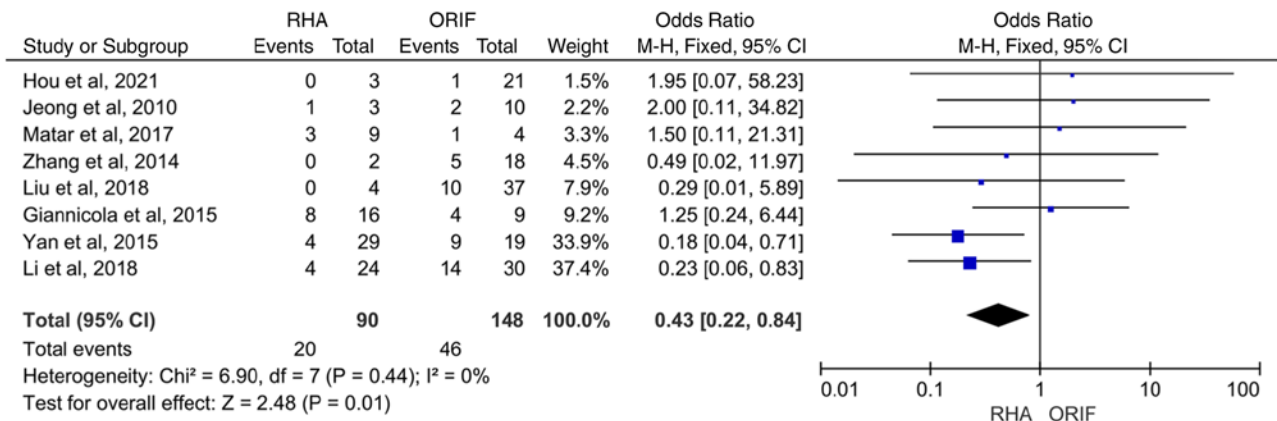 RHA ORIF Odds Ratio Odds Ratio
Study or Subgroup Events Total Events Total Weight M-H, Fixed, 95% CI M-H, Fixed, 95% CI
Hou et al, 2021 0 3 1 21 1.5% 1.95 [0.07, 58.23]
Jeong et al, 2010 1 3 2 10 2.2% 2.00 [0.11, 34.82]
Matar et al, 2017 3 9 1 4 3.3% 1.50 [0.11, 21.31]
Zhang et al, 2014 0 2 5 18 4.5% 0.49 [0.02, 11.97]
Liu et al, 2018 0 4 10 37 7.9% 0.29 [0.01, 5.89]
Giannicola et al, 2015 8 16 4 9 9.2% 1.25 [0.24, 6.44]
Yan et al, 2015 4 29 9 19 33.9% 0.18 [0.04, 0.71]
Li et al, 2018 4 24 14 30 37.4% 0.23 [0.06, 0.83]
Total (95% CI) 90 148 100.0% 0.43 [0.22, 0.84]
Total events 20 46
Heterogeneity: Chi² = 6.90, df = 7 (P = 0.44); I² = 0%
Test for overall effect: Z = 2.48 (P = 0.01)
0.01 0.1 1 10 100
RHA ORIF